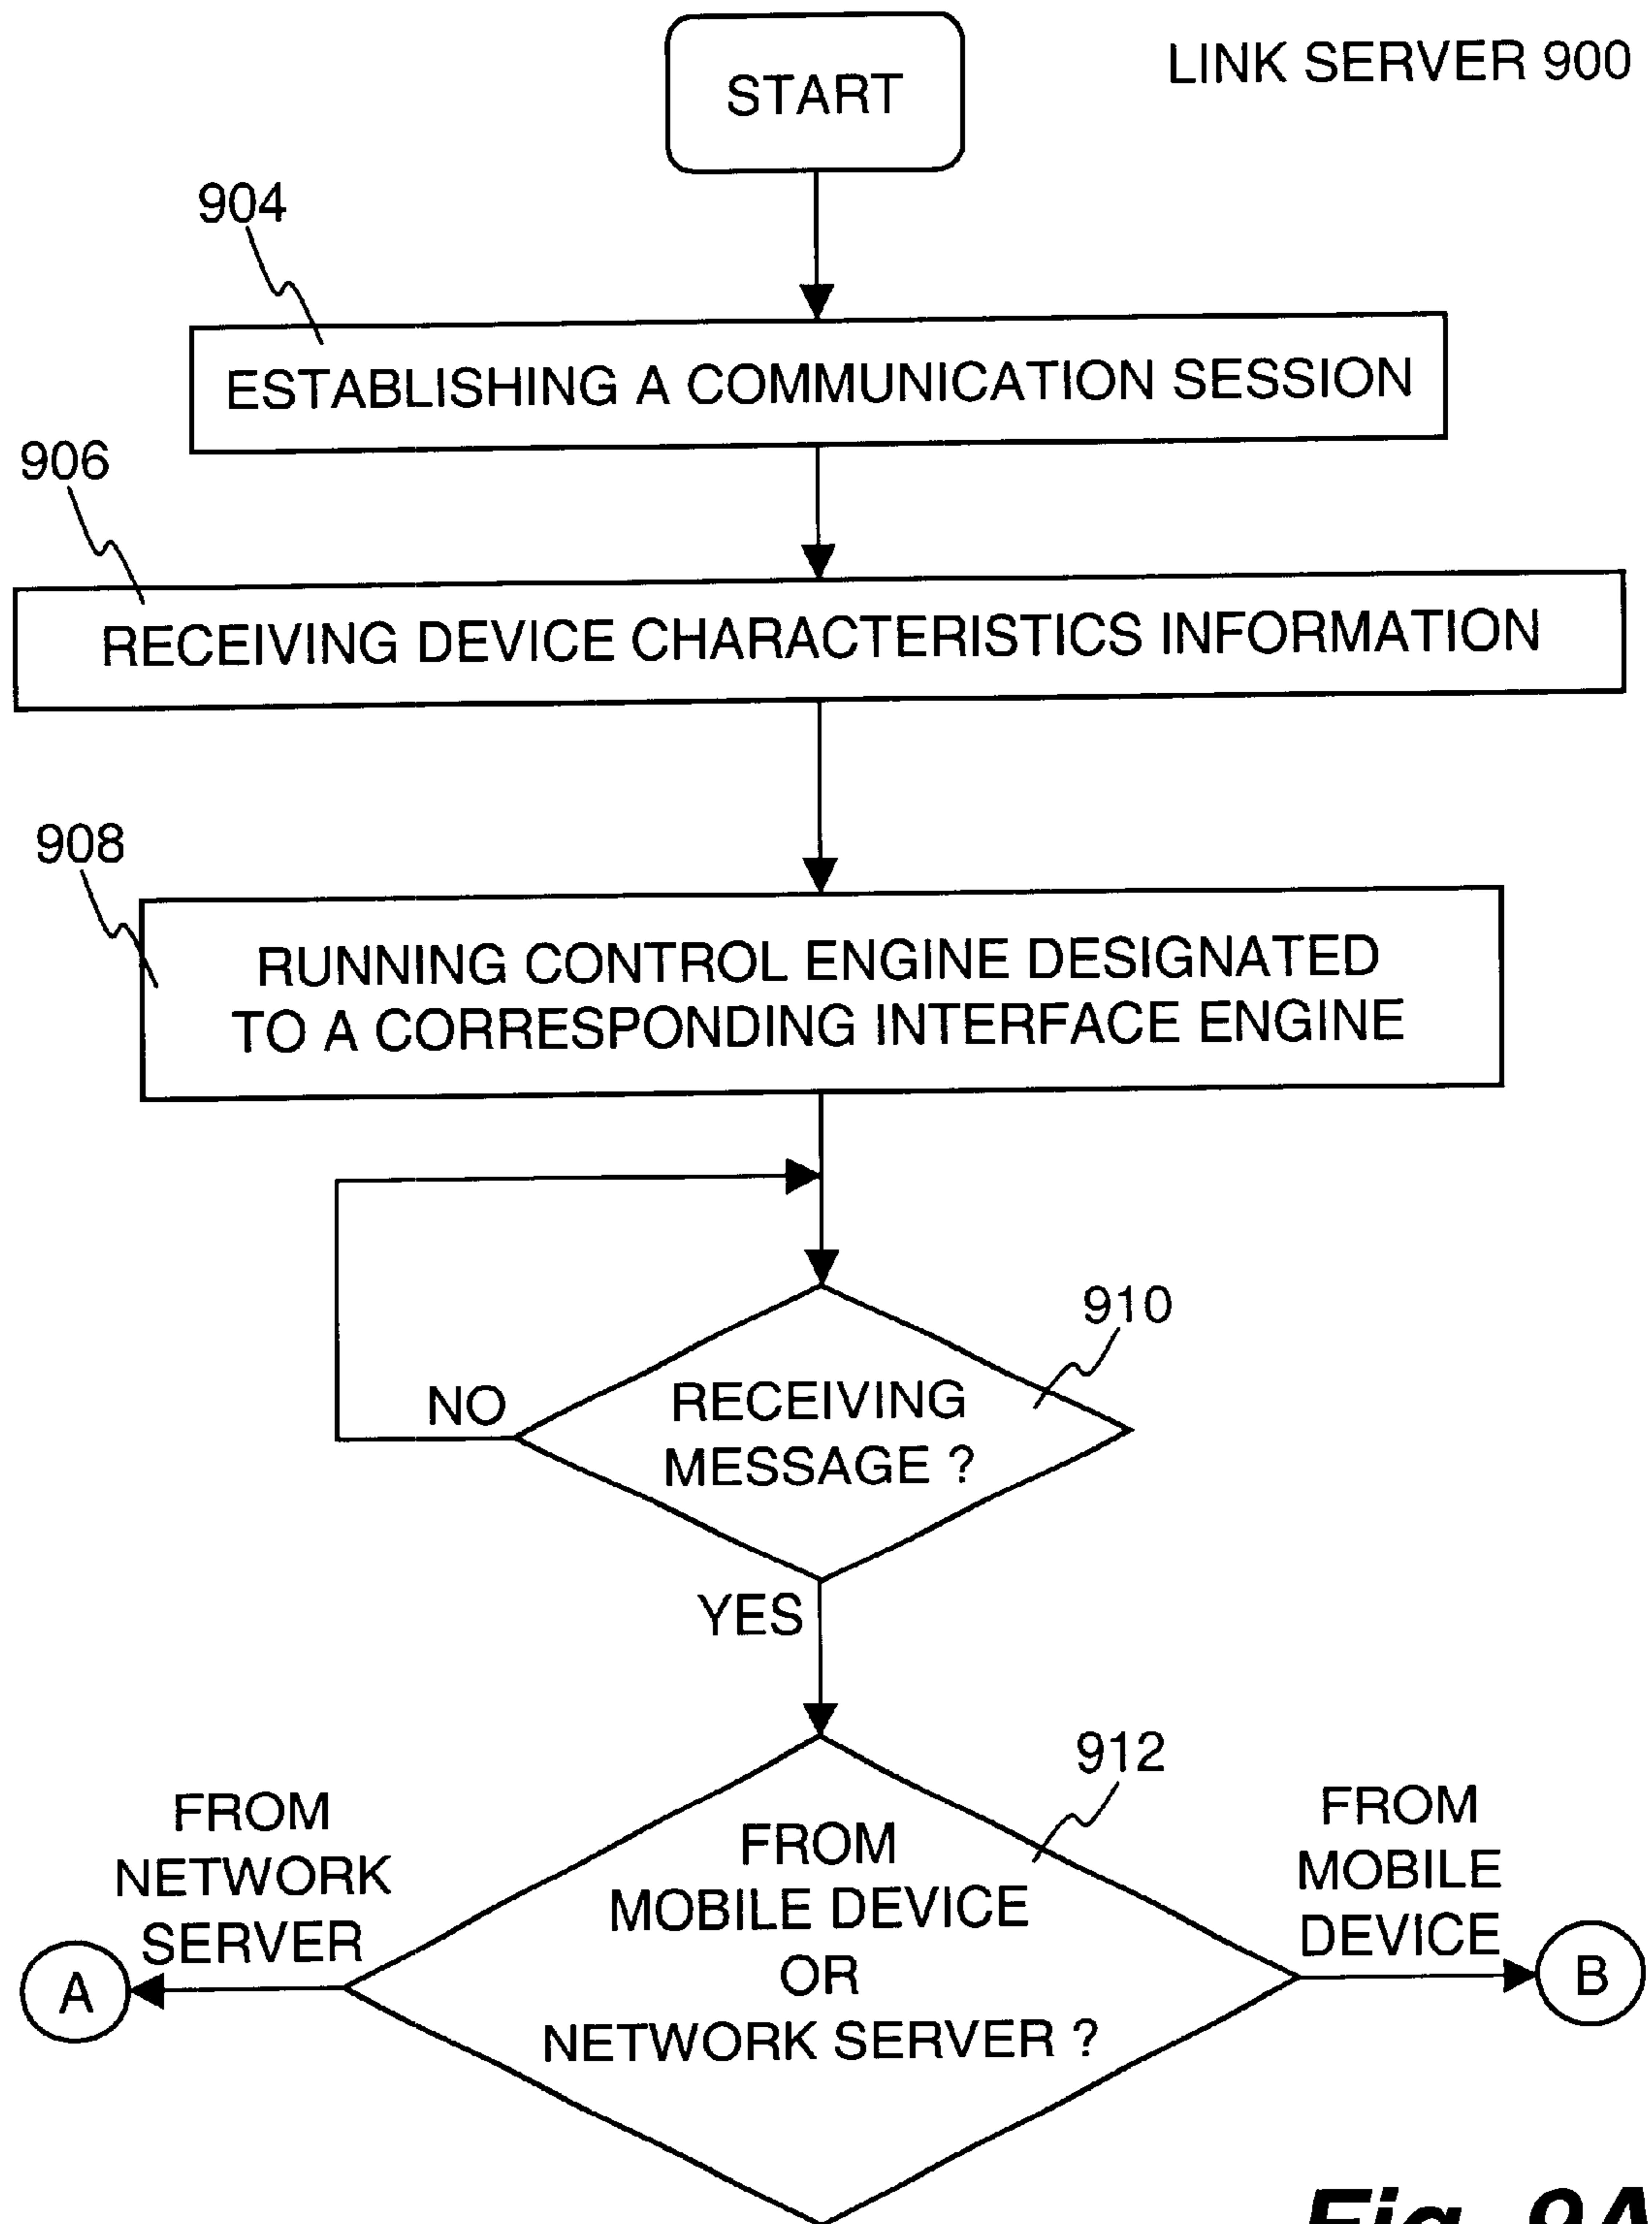 START
LINK SERVER 900
904
ESTABLISHING A COMMUNICATION SESSION
906
RECEIVING DEVICE CHARACTERISTICS INFORMATION
908
RUNNING CONTROL ENGINE DESIGNATED
TO A CORRESPONDING INTERFACE ENGINE
910
NO
RECEIVING
MESSAGE ?
YES
912
FROM
NETWORK
SERVER
FROM
MOBILE DEVICE
OR
NETWORK SERVER ?
FROM
MOBILE
DEVICE
A
B
Fig. 9A